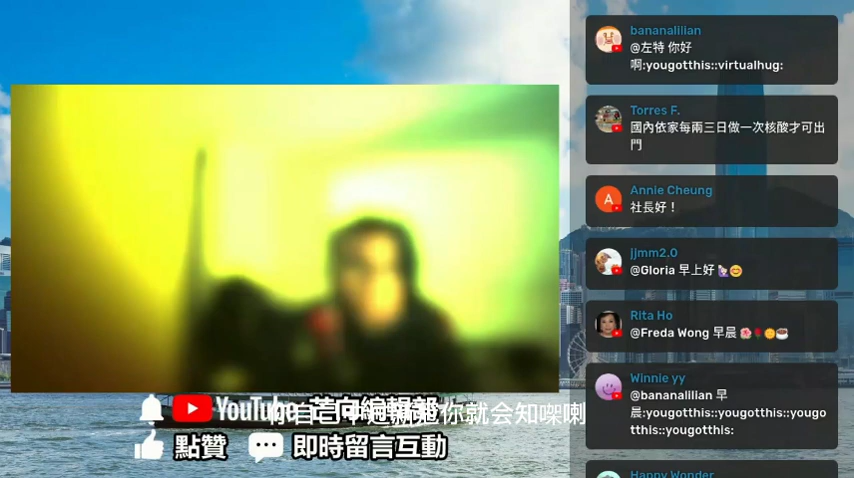 bananalilian
@左特 你好
啊:yougotthis::virtualhug:
Torres F.
國內依家每兩三日做一次核酸才可出
門
Annie Cheung
A
社長好！
jjmm2.0
@Gloria 早上好
Rita Ho
@Freda Wong 早晨
Winnie yy
@bananalilian 早
晨:yougotthis::yougotthis::yougo
tthis::yougotthis:
Happy Wonder
YouTube
你就会知㗎喇
點讚 即時留言互動